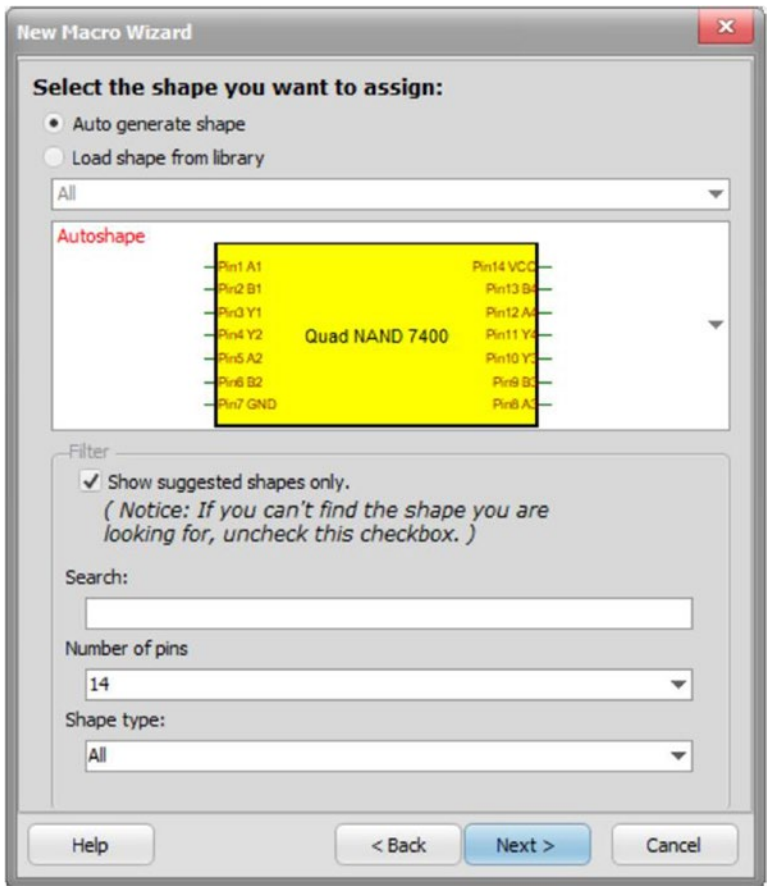 New Macro Wizard
Select the shape you want to assign:
Auto generate shape
Load shape from library
All
Autoshape
Pin1 A1
Pin2 B1
Pin3 Y1
Pin4 Y2
Pin5 A2
Pin6 B2
Pin7 GND
Quad NAND 7400
Pin14 VCC
Pin13 B4
Pin12 A4
Pin11 Y4
Pin10 Y3
Pin9 B3
Pin8 A3
Filter
Show suggested shapes only.
( Notice: If you can't find the shape you are
looking for, uncheck this checkbox. )
Search:
Number of pins
14
Shape type:
All
Help
< Back
Next >
Cancel